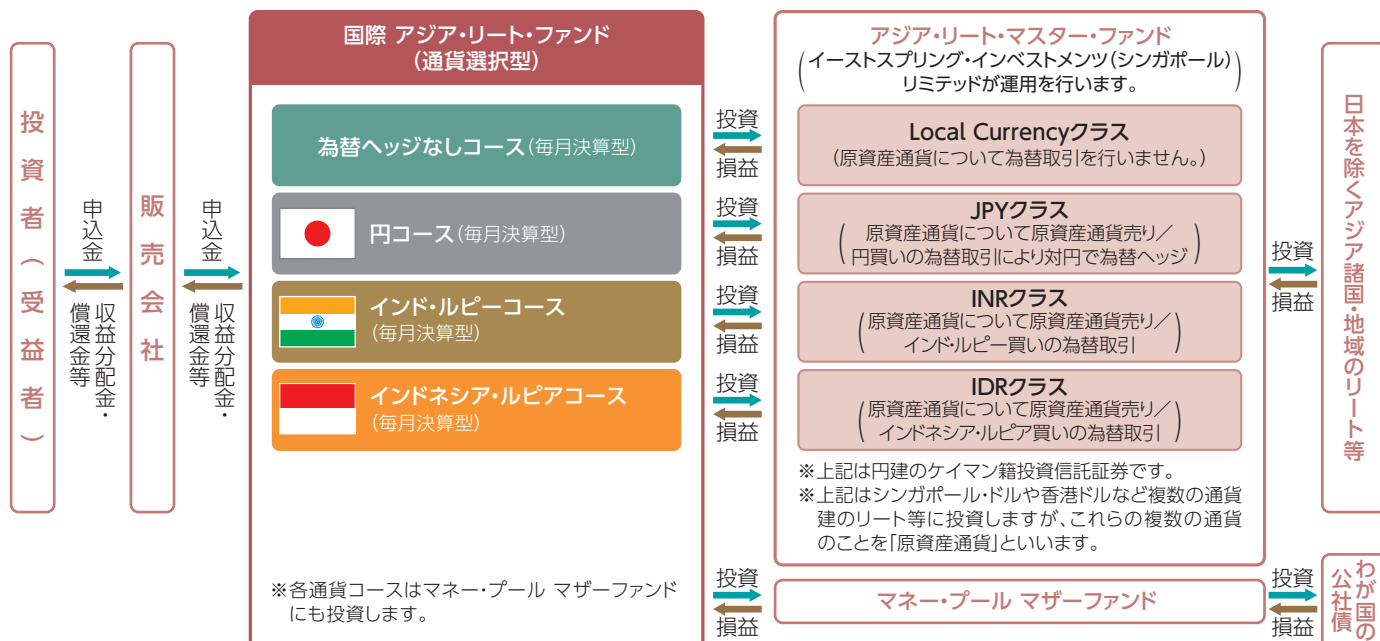 投資者（受益者）
申込金
収益分配金・
償還金等
販売会社
申込金
収益分配金・
償還金等
国際 アジア・リート・ファンド
（通貨選択型）
為替ヘッジなしコース（毎月決算型）
円コース（毎月決算型）
インド・ルピーコース
（毎月決算型）
インドネシア・ルピアコース
（毎月決算型）
※各通貨コースはマネー・プール マザーファンド
にも投資します。
投資
損益
投資
損益
投資
損益
投資
損益
投資
損益
アジア・リート・マスター・ファンド
（イーストスプリング・インベストメンツ（シンガポール）
リミテッドが運用を行います。）
Local Currencyクラス
（原資産通貨について為替取引を行いません。）
JPYクラス
（原資産通貨について原資産通貨売り／
円買いの為替取引により対円で為替ヘッジ）
INRクラス
（原資産通貨について原資産通貨売り／
インド・ルピー買いの為替取引）
IDRクラス
（原資産通貨について原資産通貨売り／
インドネシア・ルピア買いの為替取引）
※上記は円建のケイマン籍投資信託証券です。
※上記はシンガポール・ドルや香港ドルなど複数の通貨
建のリート等に投資しますが、これらの複数の通貨
のことを「原資産通貨」といいます。
マネー・プール マザーファンド
投資
損益
投資
損益
日本を除くアジア諸国・地域のリート等
わが国の
公社債